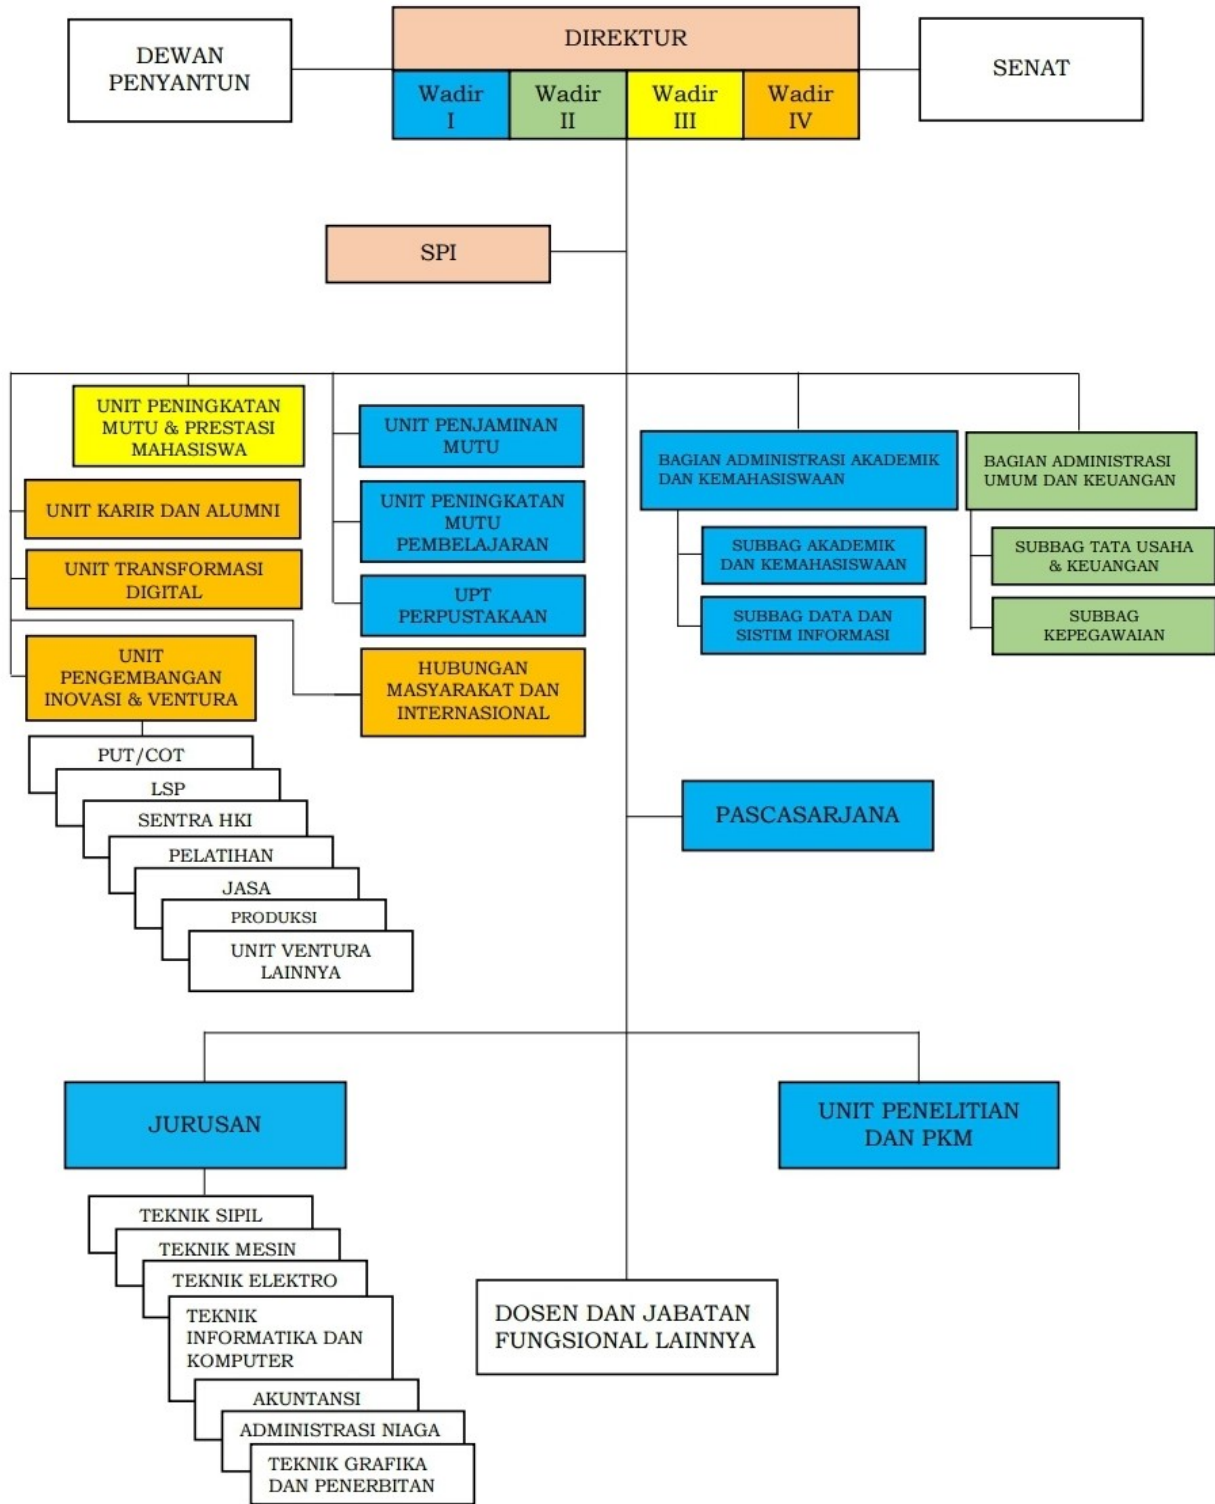 DEWAN
PENYANTUN
DIREKTUR
SENAT
Wadir
I
Wadir
II
Wadir
III
Wadir
IV
SPI
UNIT PENINGKATAN
MUTU & PRESTASI
MAHASISWA
UNIT KARIR DAN ALUMNI
UNIT TRANSFORMASI
DIGITAL
UNIT
PENGEMBANGAN
INOVASI & VENTURA
PUT/COT
LSP
SENTRA HKI
PELATIHAN
JASA
PRODUKSI
UNIT VENTURA
LAINNYA
UNIT PENJAMINAN
MUTU
UNIT PENINGKATAN
MUTU
PEMBELAJARAN
UPT
PERPUSTAKAAN
HUBUNGAN
MASYARAKAT DAN
INTERNASIONAL
BAGIAN ADMINISTRASI AKADEMIK
DAN KEMAHASISWAAN
SUBBAG AKADEMIK
DAN KEMAHASISWAAN
SUBBAG DATA DAN
SISTIM INFORMASI
BAGIAN ADMINISTRASI
UMUM DAN KEUANGAN
SUBBAG TATA USAHA
& KEUANGAN
SUBBAG
KEPEGAWAIAN
PASCASARJANA
JURUSAN
TEKNIK SIPIL
TEKNIK MESIN
TEKNIK ELEKTRO
TEKNIK
INFORMATIKA DAN
KOMPUTER
AKUNTANSI
ADMINISTRASI NIAGA
TEKNIK GRAFIKA
DAN PENERBITAN
DOSEN DAN JABATAN
FUNGSIONAL LAINNYA
UNIT PENELITIAN
DAN PKM